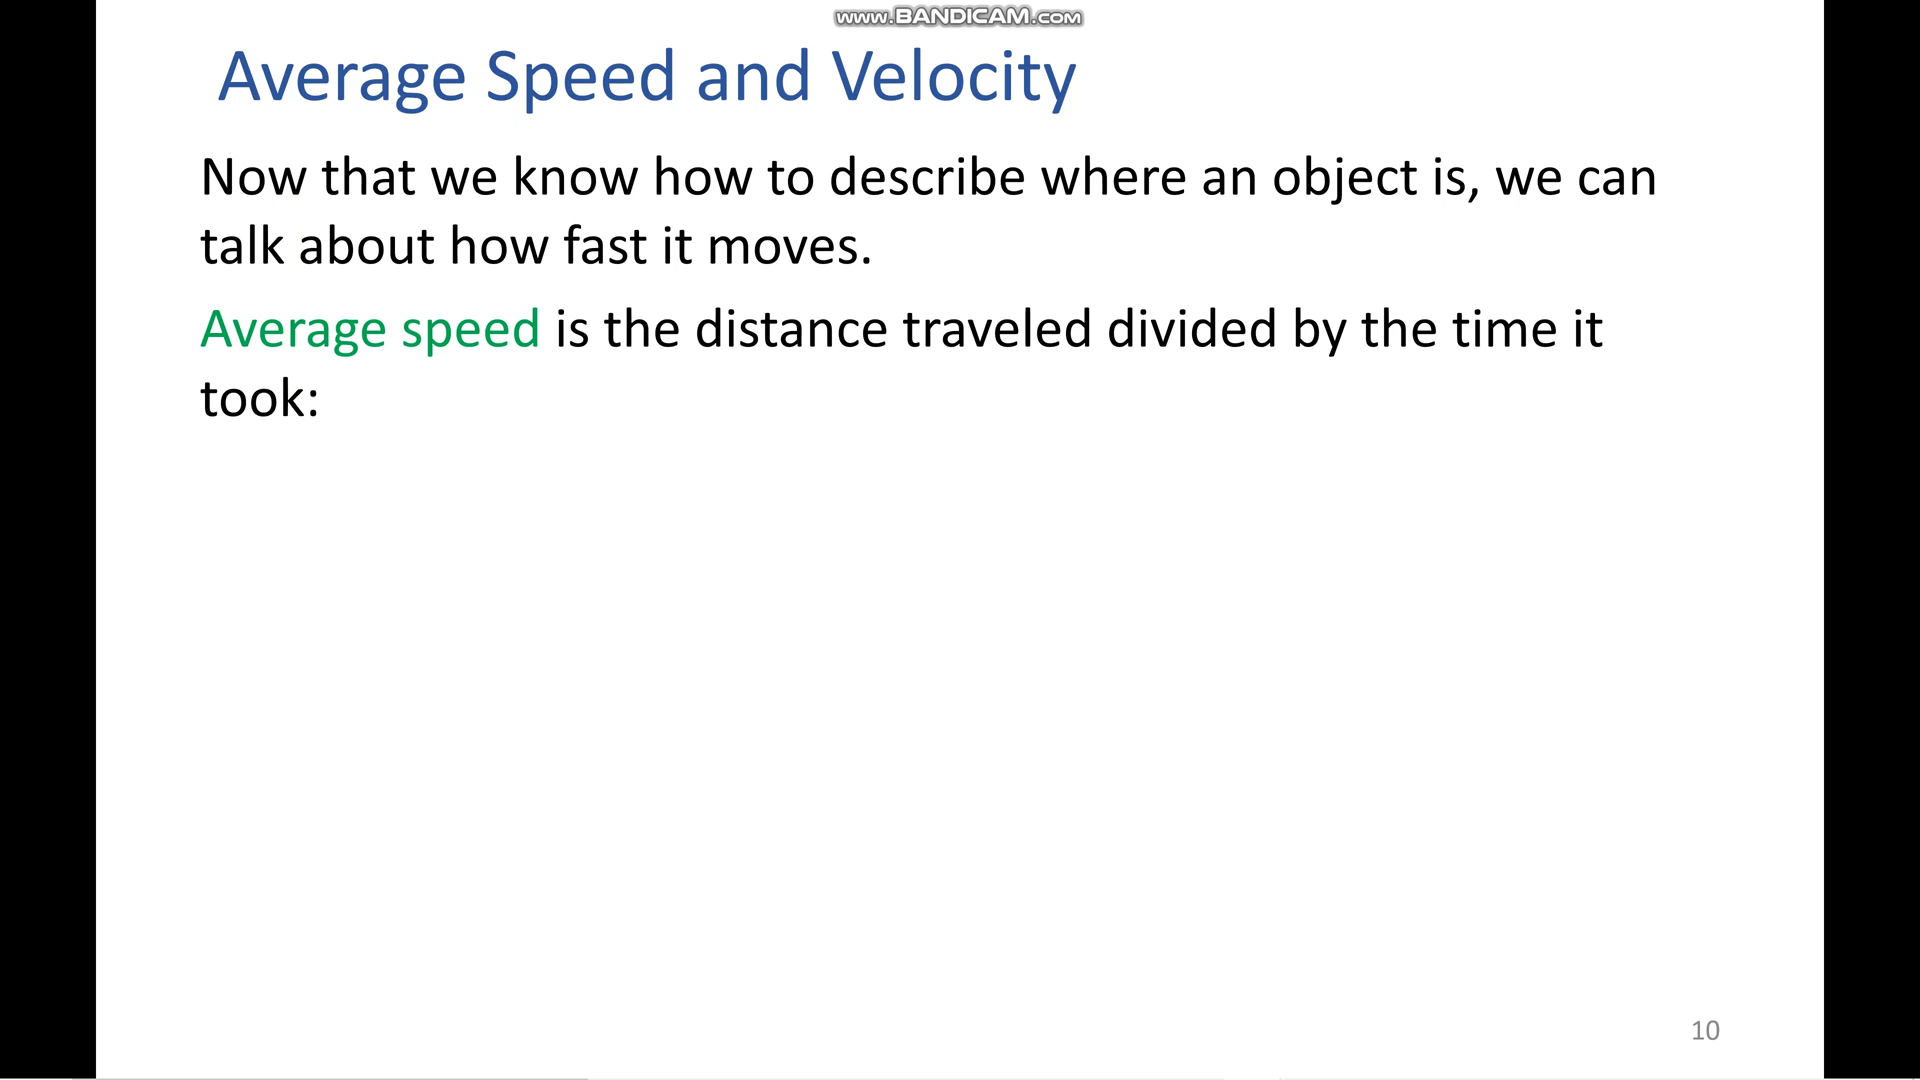 www.BANDICAM.com
Average Speed and Velocity
Now that we know how to describe where an object is, we can
talk about how fast it moves.
Average speed is the distance traveled divided by the time it
took:
10